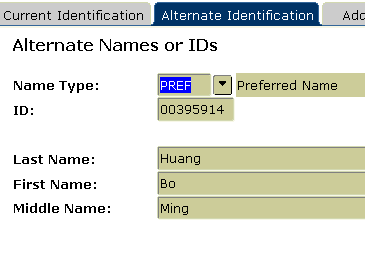 Current Identification Alternate Identification
Alternate Names or IDs
Name Type: PREF Preferred Name
ID: 00395914
Last Name: Huang
First Name: Bo
Middle Name: Ming